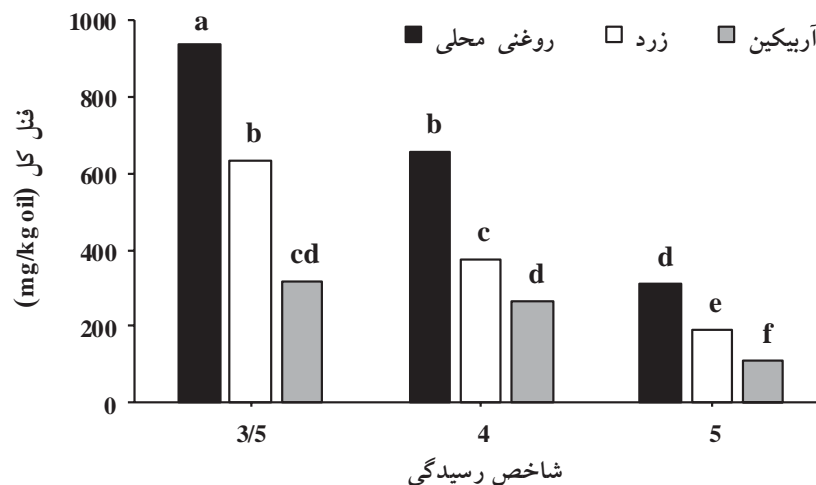 روغنی محلی
زرد
آربیکین
فنل کل (mg/kg oil)
1000
800
600
400
200
0
a
b
cd
b
c
d
d
e
f
3/5
4
5
شاخص رسیدگی